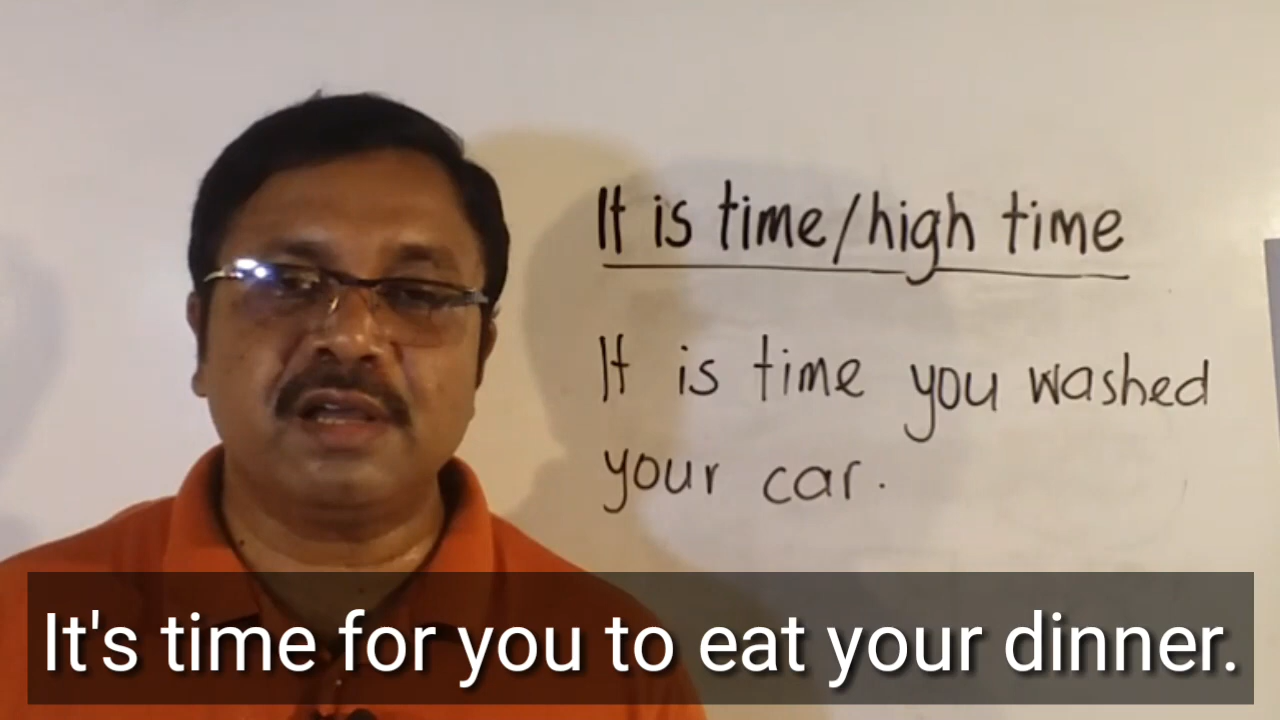 It is time/high time
It is time you washed
your car.
It's time for you to eat your dinner.